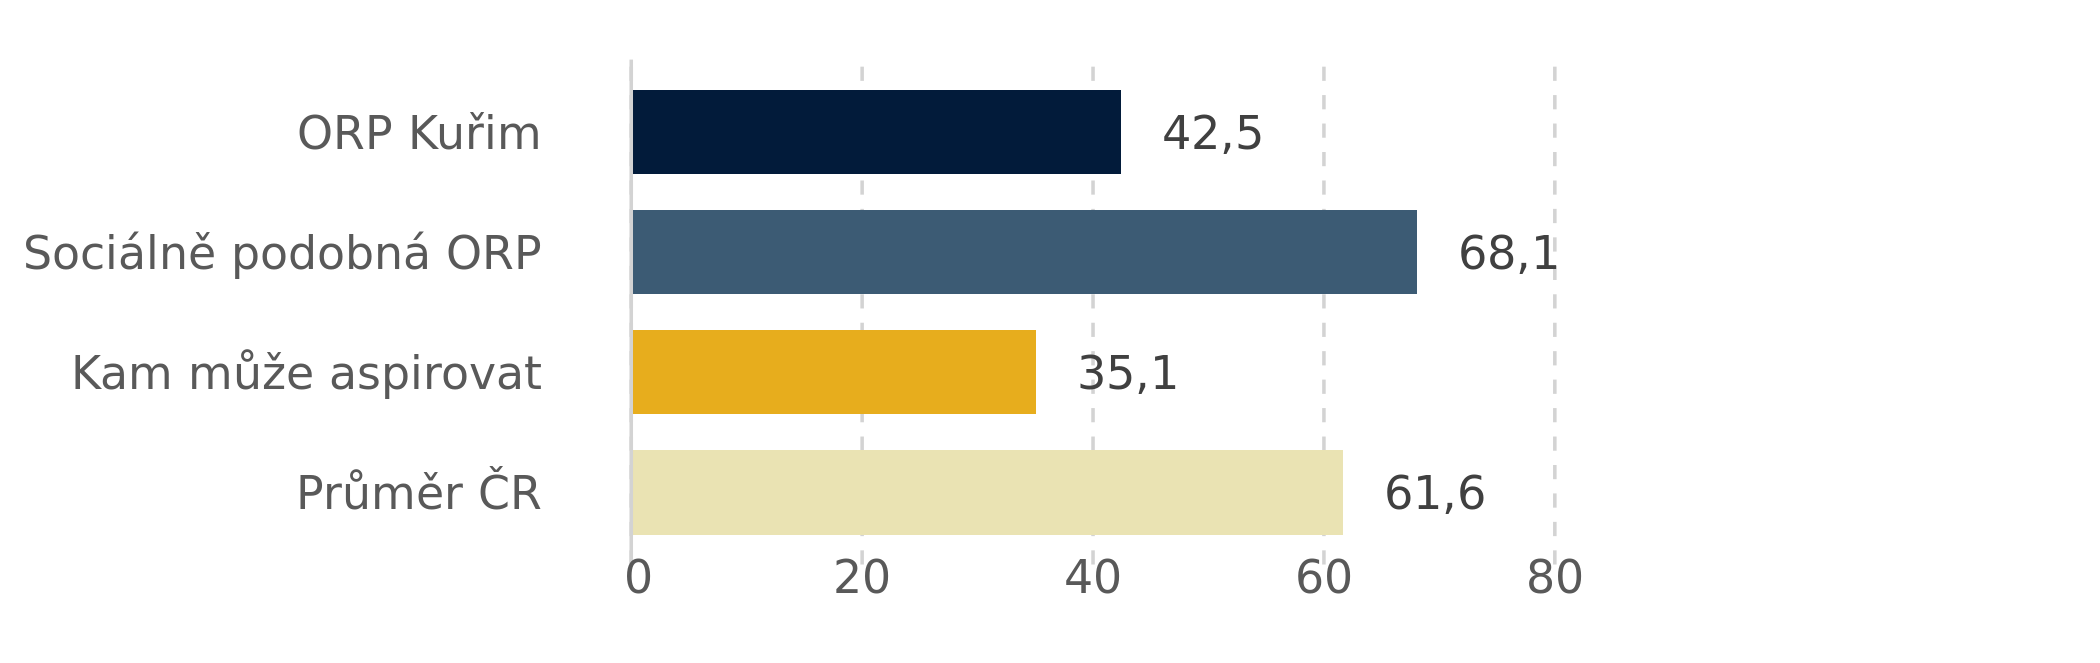 ORP Kuřim 42,5
Sociálně podobná ORP 68,1
Kam může aspirovat 35,1
Průměr ČR 61,6
0 20 40 60 80